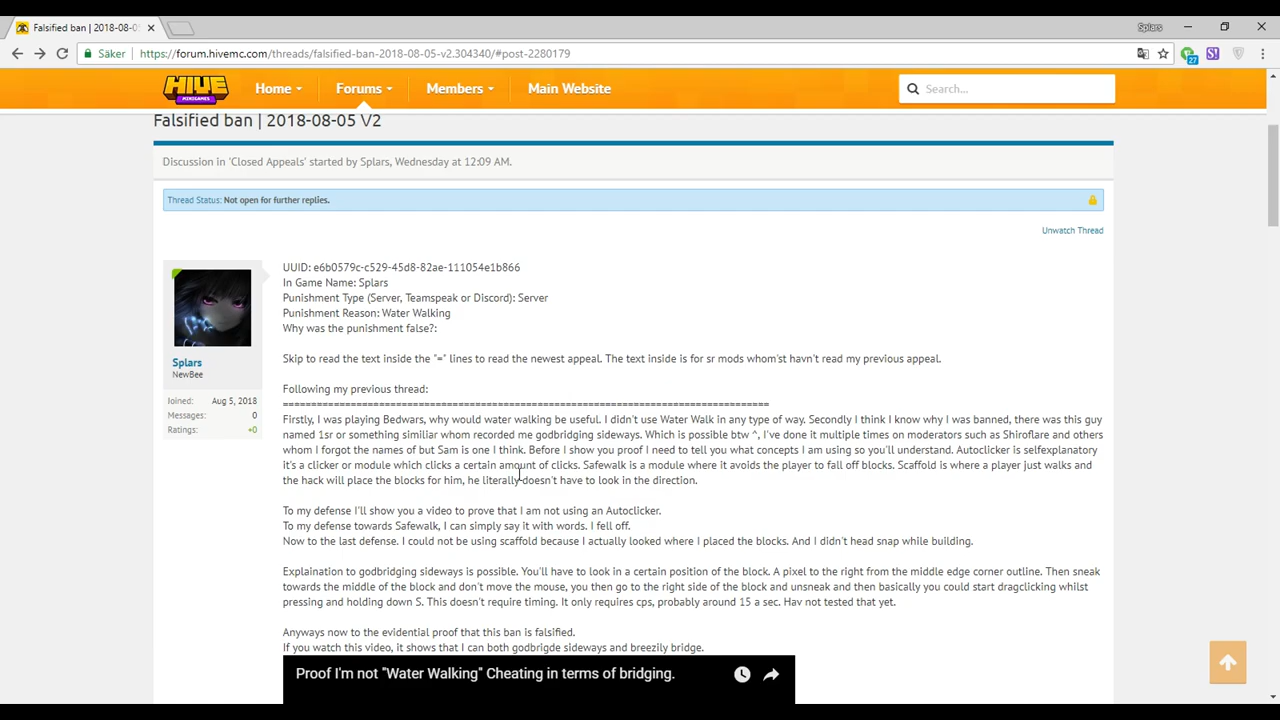 Falsified ban | 2018-08-05
Splars
Säker https://forum.hivemc.com/threads/falsified-ban-2018-08-05-v2.304340/#post-2280179
27
HIVE
MINIGAMES
Home
Forums
Members
Main Website
Search...
Falsified ban | 2018-08-05 V2
Discussion in 'Closed Appeals' started by Splars, Wednesday at 12:09 AM.
Thread Status: Not open for further replies.
Unwatch Thread
Splars
NewBee
Joined: Aug 5, 2018
Messages: 0
Ratings: +0
UUID: e6b0579c-c529-45d8-82ae-111054e1b866
In Game Name: Splars
Punishment Type (Server, Teamspeak or Discord): Server
Punishment Reason: Water Walking
Why was the punishment false?:
Skip to read the text inside the "=" lines to read the newest appeal. The text inside is for sr mods whom'st havn't read my previous appeal.
Following my previous thread:
=====================================================================================
Firstly, I was playing Bedwars, why would water walking be useful. I didn't use Water Walk in any type of way. Secondly I think I know why I was banned, there was this guy
named 1sr or something similiar whom recorded me godbridging sideways. Which is possible btw ^, I've done it multiple times on moderators such as Shiroflare and others
whom I forgot the names of but Sam is one I think. Before I show you proof I need to tell you what concepts I am using so you'll understand. Autoclicker is selfexplanatory
it's a clicker or module which clicks a certain amount of clicks. Safewalk is a module where it avoids the player to fall off blocks. Scaffold is where a player just walks and
the hack will place the blocks for him, he literally doesn't have to look in the direction.
To my defense I'll show you a video to prove that I am not using an Autoclicker.
To my defense towards Safewalk, I can simply say it with words. I fell off.
Now to the last defense. I could not be using scaffold because I actually looked where I placed the blocks. And I didn't head snap while building.
Explaination to godbridging sideways is possible. You'll have to look in a certain position of the block. A pixel to the right from the middle edge corner outline. Then sneak
towards the middle of the block and don't move the mouse, you then go to the right side of the block and unsneak and then basically you could start dragclicking whilst
pressing and holding down S. This doesn't require timing. It only requires cps, probably around 15 a sec. Hav not tested that yet.
Anyways now to the evidential proof that this ban is falsified.
If you watch this video, it shows that I can both godbrigde sideways and breezily bridge.
Proof I'm not "Water Walking" Cheating in terms of bridging.